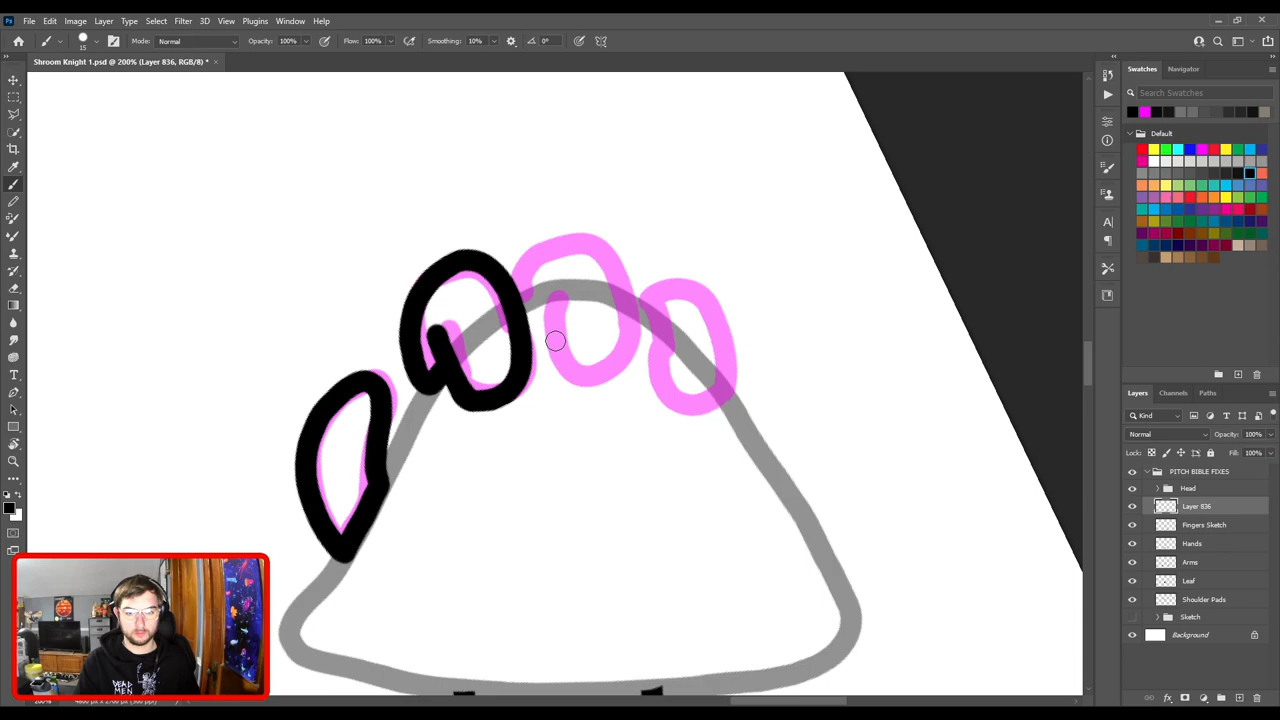 File Edit Image Layer Type Select Filter 3D View Plugins Window Help
15 Mode: Normal Opacity: 100% Flow: 100% Smoothing: 10% 0°
Shroom Knight 1.psd @ 200% (Layer 836, RGB/8) *
Swatches Navigator
Search Swatches
Default
Layers Channels Paths
Kind
Normal Opacity: 100%
Lock: Fill: 100%
PITCH BIBLE FIXES
Head
Layer 836
Fingers Sketch
Hands
Arms
Leaf
Shoulder Pads
Sketch
Background
DEAD
MEN